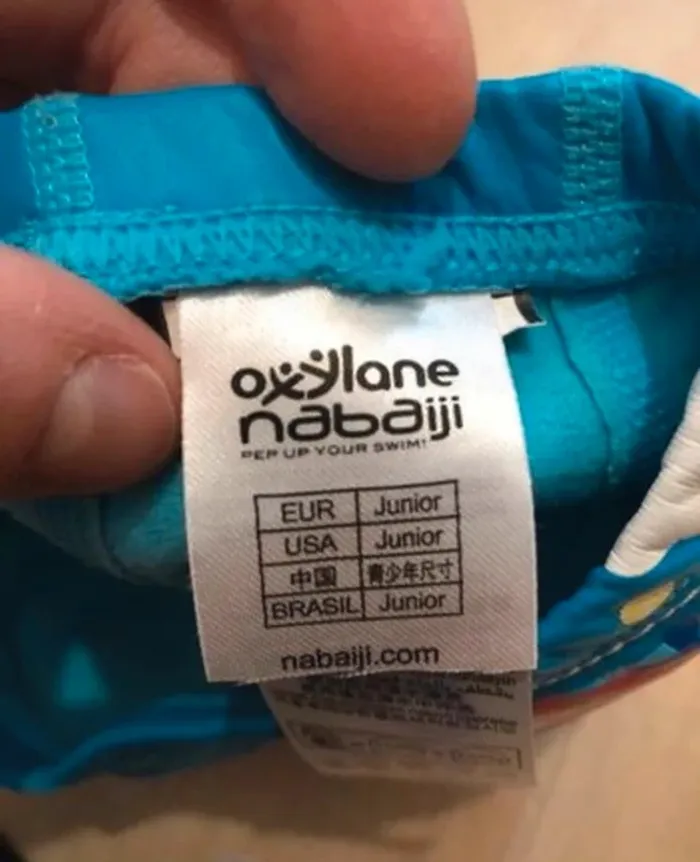 oxylane
nabaiji
PEP UP YOUR SWIM!
EUR Junior
USA Junior
中国 青少年尺寸
BRASIL Junior
nabaiji.com